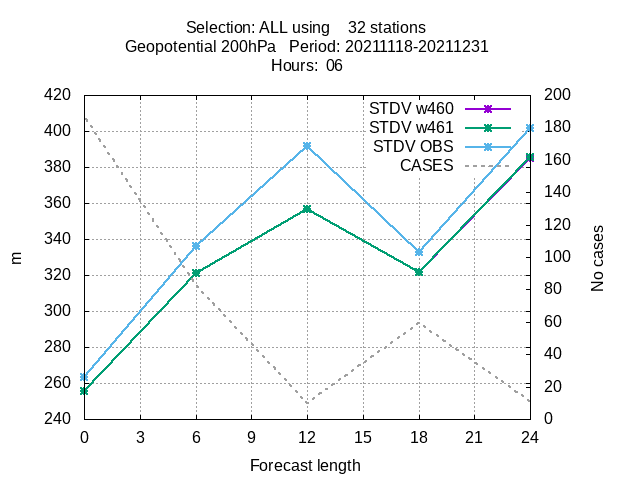 Selection: ALL using    32 stations
Geopotential 200hPa   Period: 20211118-20211231
Hours:  06
420
400
380
360
340
320
300
280
260
240
m
STDV w460
STDV w461
STDV OBS
CASES
200
180
160
140
120
100
80
60
40
20
0
No cases
0 3 6 9 12 15 18 21 24
Forecast length